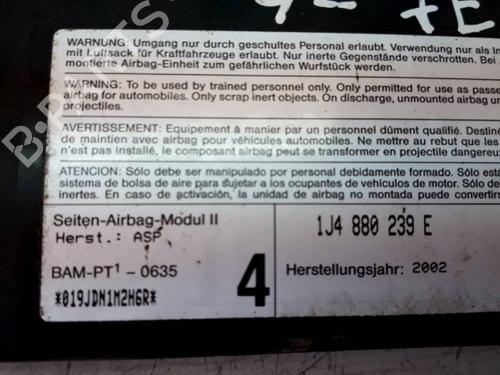 WARNUNG: Umgang nur durch geschultes Personal erlaubt. Verwendung nur als In
mit Luftsack für Kraftfahrzeuge erlaubt. Nur inerte Gegenstände verschrotten. Bei
montierte Airbag-Einheit zum gefährlichen Wurfstück werden.
WARNING: To be used by trained personnel only. Only permitted for use as passe
airbag for automobiles. Only scrap inert objects. On discharge, unmounted airbag un
projectiles.
AVERTISSEMENT: Equipement à manier par un personnel dûment qualifié. Destin
de maintien avec airbag pour véhicules automobiles. Ne mettre au rebut que les
n'est pas installé, le composant airbag peut se transformer en projectile dangereu
ATENCION: Sólo debe ser manipulado por personal debidamente formado. Sól
sistema de bolsa de aire para sujetar a los ocupantes de vehículos de motor. Sólo de
inertes. En caso de activación, la unidad de airbag no montada puede convertirs
Seiten-Airbag-Modul II
Herst.: ASP
1J4 880 239 E
BAM-PT¹ - 0635
4
Herstellungsjahr: 2002
*019JDN1M2H6R*
B-PARTS